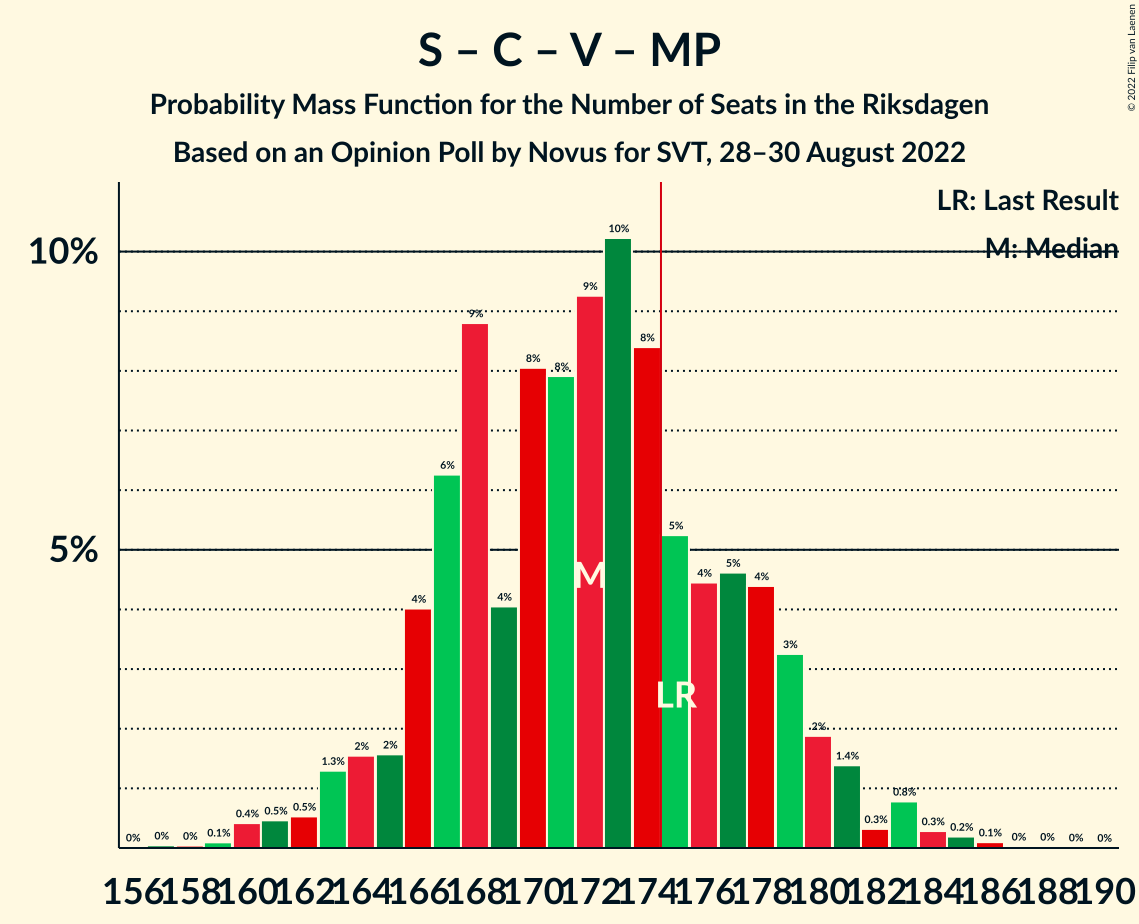 S – C – V – MP
Probability Mass Function for the Number of Seats in the Riksdagen
Based on an Opinion Poll by Novus for SVT, 28–30 August 2022
© 2022 Filip van Laenen
LR: Last Result
M: Median
10%
5%
0% 0% 0% 0.1% 0.4% 0.5% 0.5% 1.3% 2% 2% 4% 6% 9% 4% 8% 8% 9% 10% 8% 5% 4% 5% 4% 3% 2% 1.4% 0.3% 0.8% 0.3% 0.2% 0.1% 0% 0% 0% 0%
M
LR
156 158 160 162 164 166 168 170 172 174 176 178 180 182 184 186 188 190